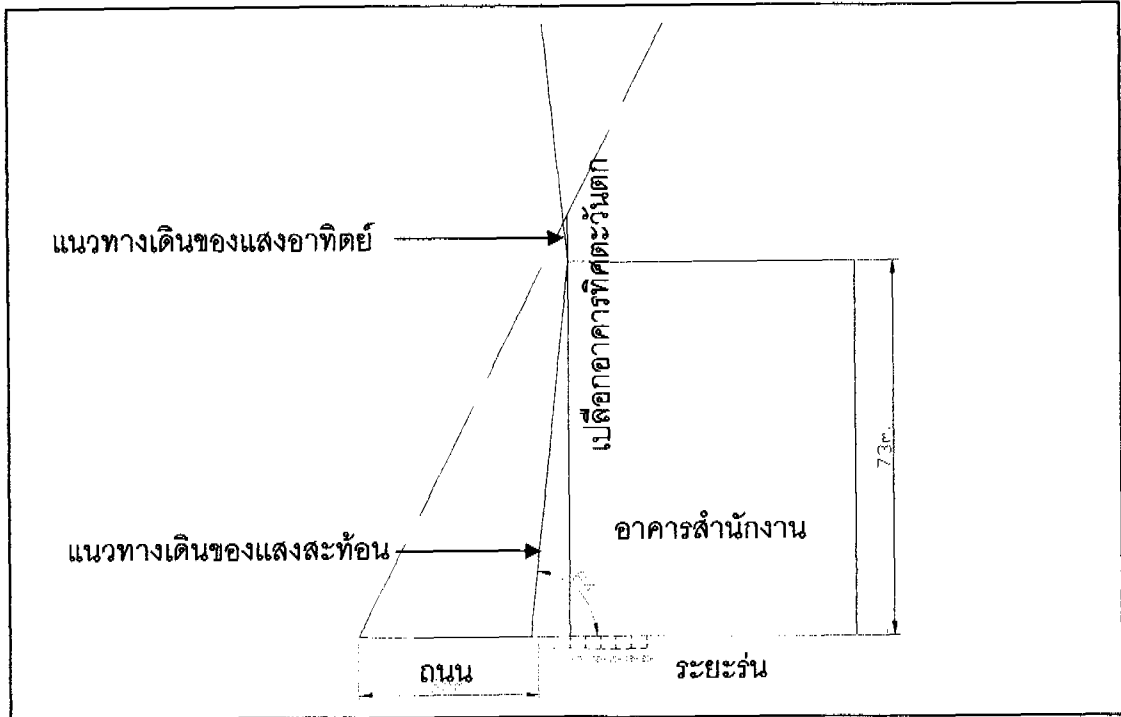 แนวทางเดินของแสงอาทิตย์
เปลือกอาคารทิศตะวันตก
73m.
อาคารสำนักงาน
แนวทางเดินของแสงสะท้อน
ถนน
ระยะร่น